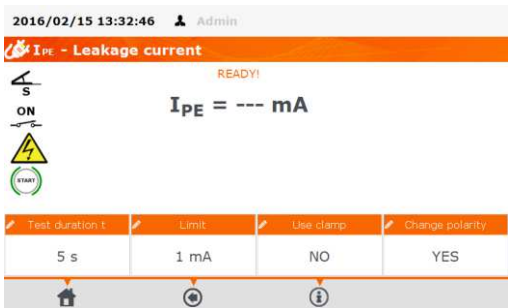 2016/02/15 13:32:46 Admin
IPE - Leakage current
READY!
S
IPE = --- mA
ON
START
Test duration t Limit Use clamp Change polarity
5 s 1 mA NO YES